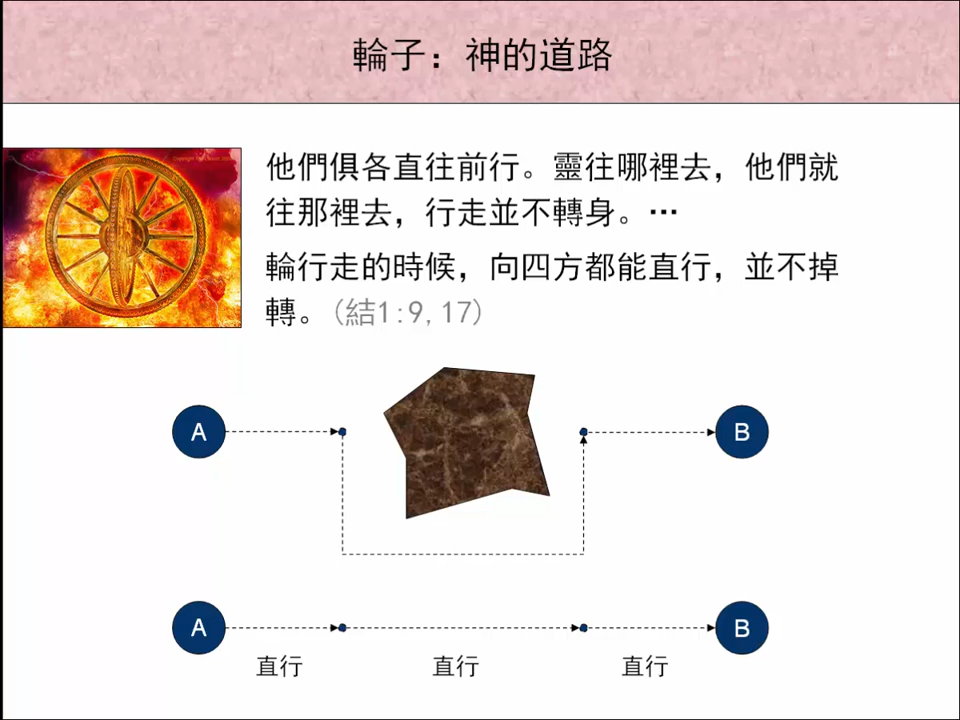 輪子：神的道路
他們俱各直往前行。靈往哪裡去，他們就
往那裡去，行走並不轉身。…
輪行走的時候，向四方都能直行，並不掉
轉。(結1:9,17)
A
B
A
B
直行
直行
直行